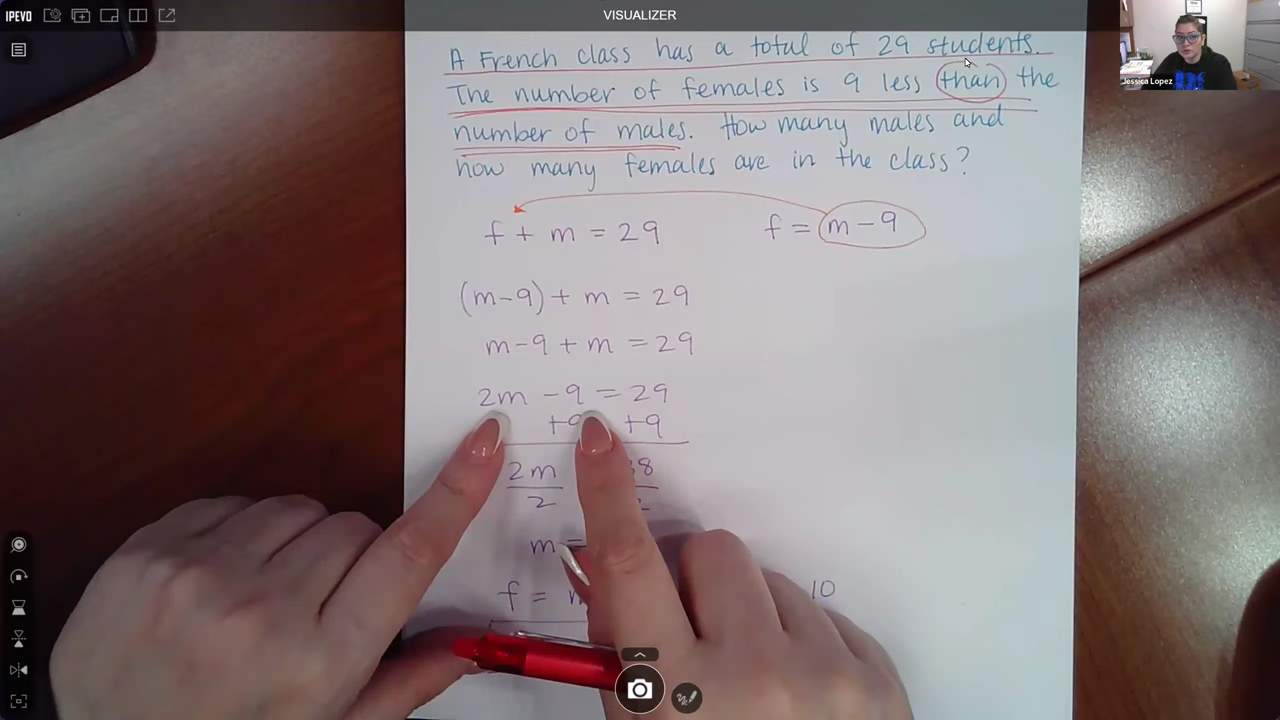 IPEVO
VISUALIZER
Jessica Lopez
A French class has a total of 29 students.
The number of females is 9 less than the
number of males. How many males and
how many females are in the class?
f + m = 29
f = m - 9
(m-9) + m = 29
m-9 + m = 29
2m - 9 = 29
+9 +9
2m 8
2
m =
f = 10